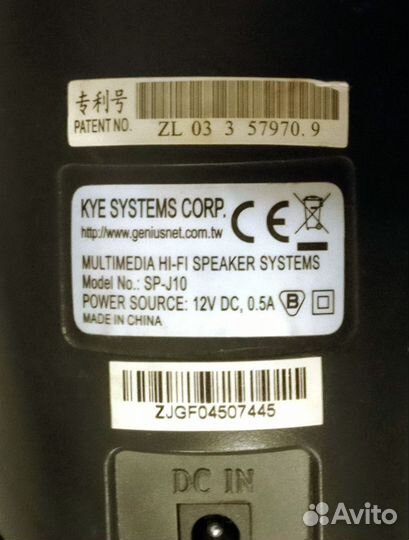 专利号
PATENT NO.
ZL 03 3 57970.9
KYE SYSTEMS CORP.
http://www.geniusnet.com.tw
CE
MULTIMEDIA HI-FI SPEAKER SYSTEMS
Model No.: SP-J10
POWER SOURCE: 12V DC, 0.5A B
MADE IN CHINA
ZJGF04507445
DC IN
Avito